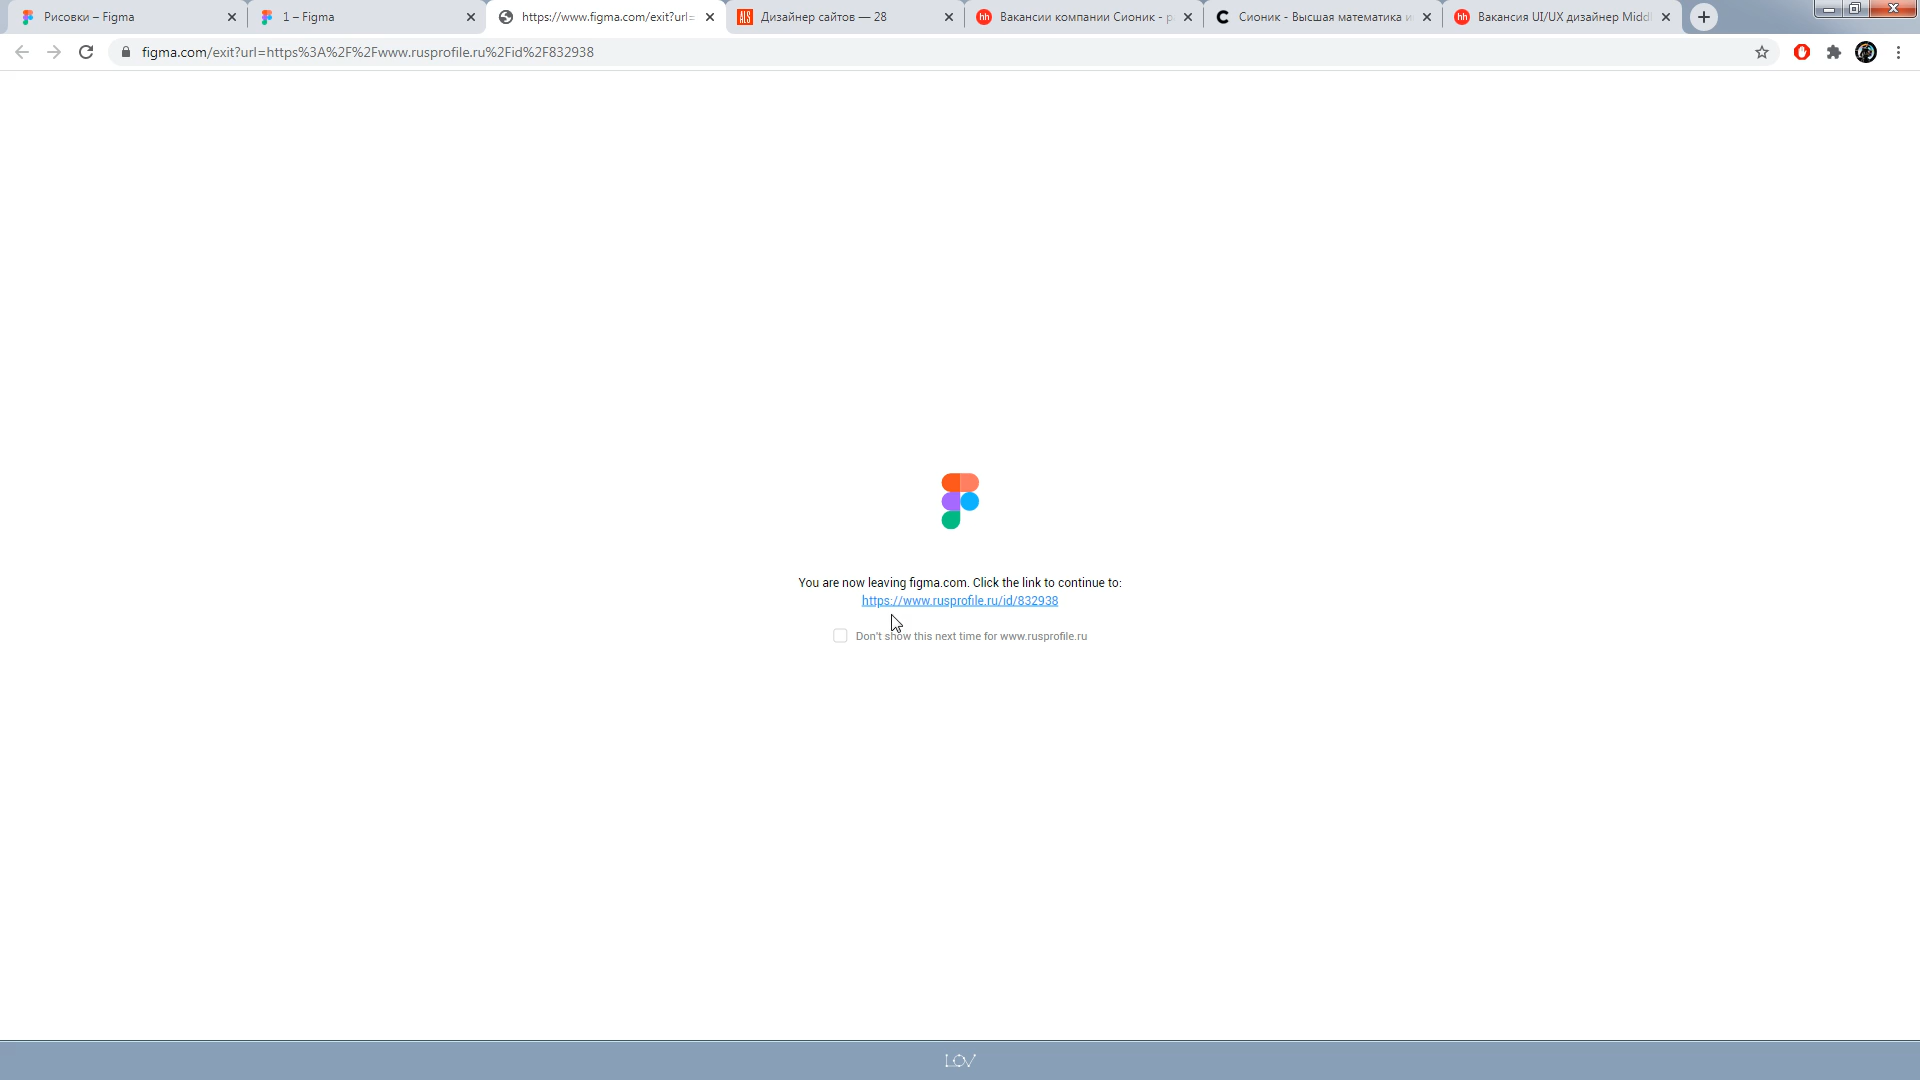 Рисовки – Figma
1 – Figma
https://www.figma.com/exit?url=
Дизайнер сайтов — 28
hh
Вакансии компании Сионик - р
Сионик - Высшая математика и
hh
Вакансия UI/UX дизайнер Middl
figma.com/exit?url=https%3A%2F%2Fwww.rusprofile.ru%2Fid%2F832938
You are now leaving figma.com. Click the link to continue to:
https://www.rusprofile.ru/id/832938
Don't show this next time for www.rusprofile.ru
LOV